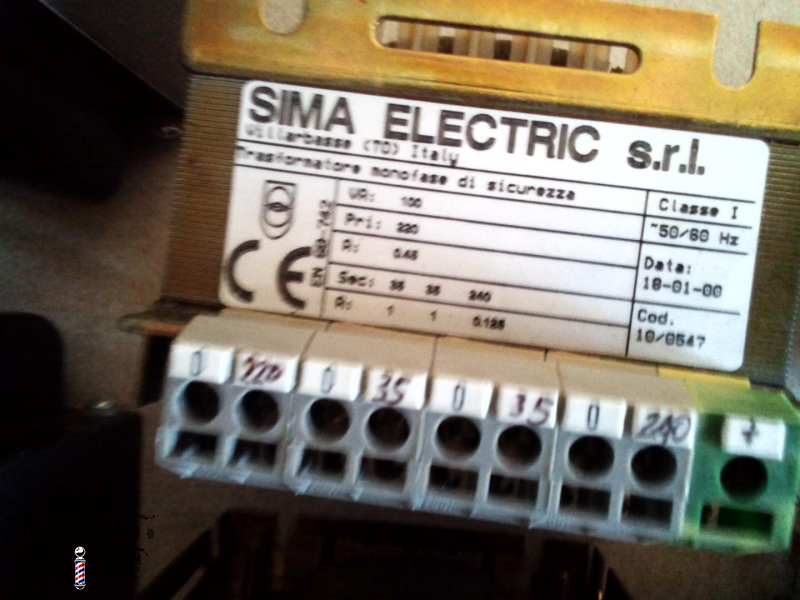 SIMA ELECTRIC s.r.l.
Villarbasse (TO) Italy
Trasformatore monofase di sicurezza
VA: 100
Pri: 220
A: 0.45
Sec: 35 35 240
A: 1 1 0.125
CE
Classe I
~50/60 Hz
Data:
18-01-00
Cod.
10/0547
0 220 0 35 0 35 0 240